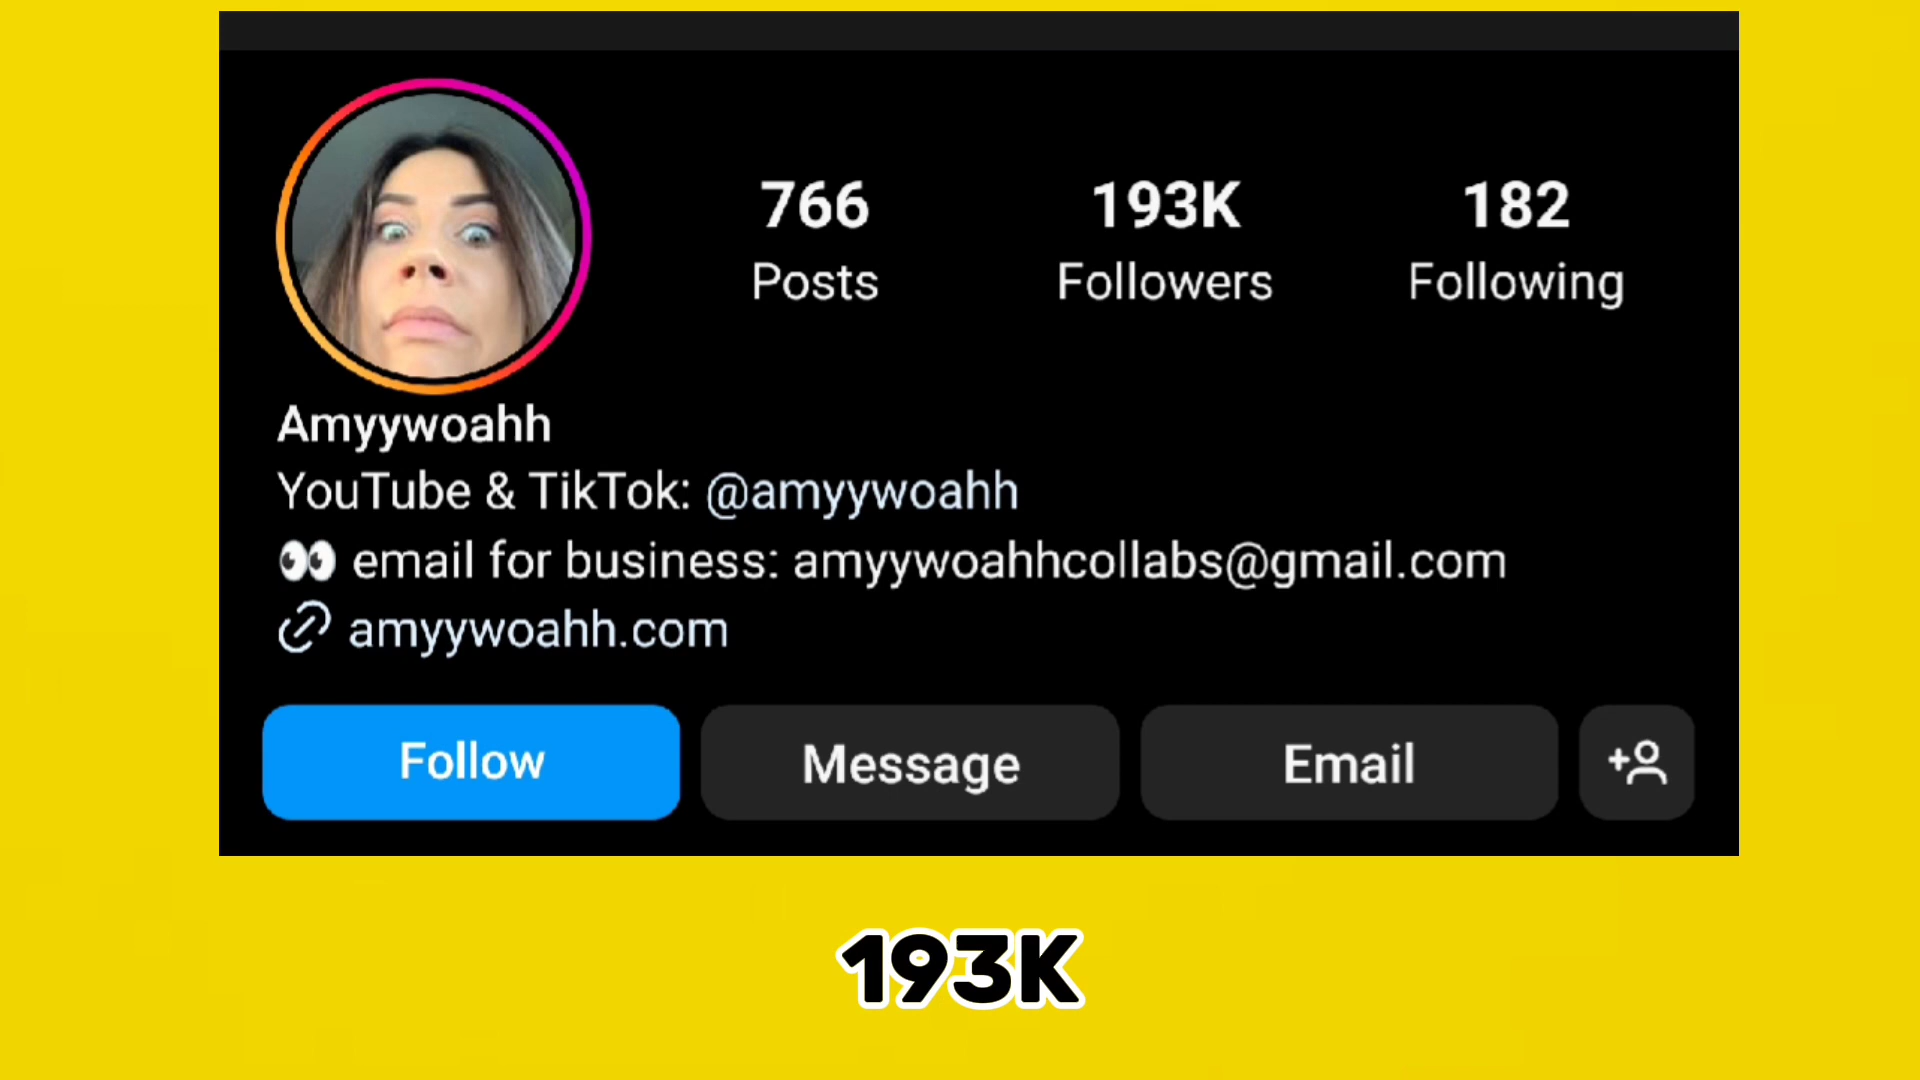 766 193K 182
Posts Followers Following
Amyywoahh
YouTube & TikTok: @amyywoahh
👀 email for business: amyywoahhcollabs@gmail.com
amyywoahh.com
Follow Message Email
193K